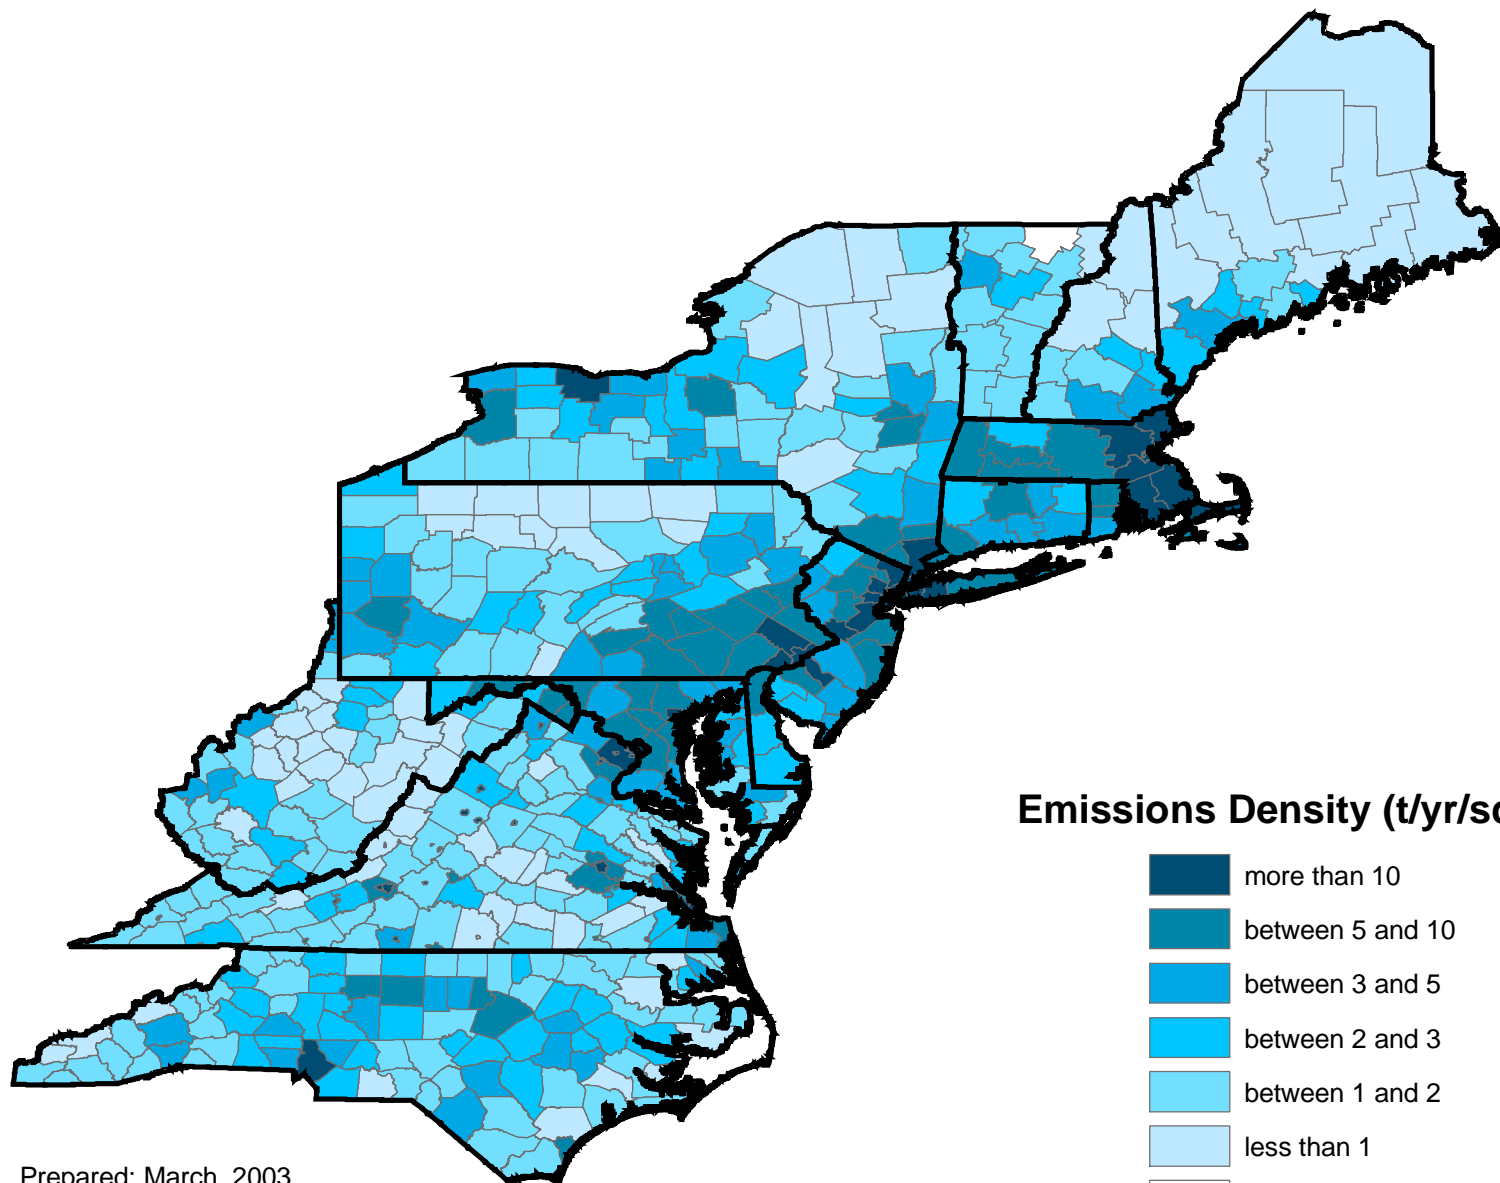 Emissions Density (t/yr/sq
more than 10
between 5 and 10
between 3 and 5
between 2 and 3
between 1 and 2
less than 1
Prepared: March, 2003